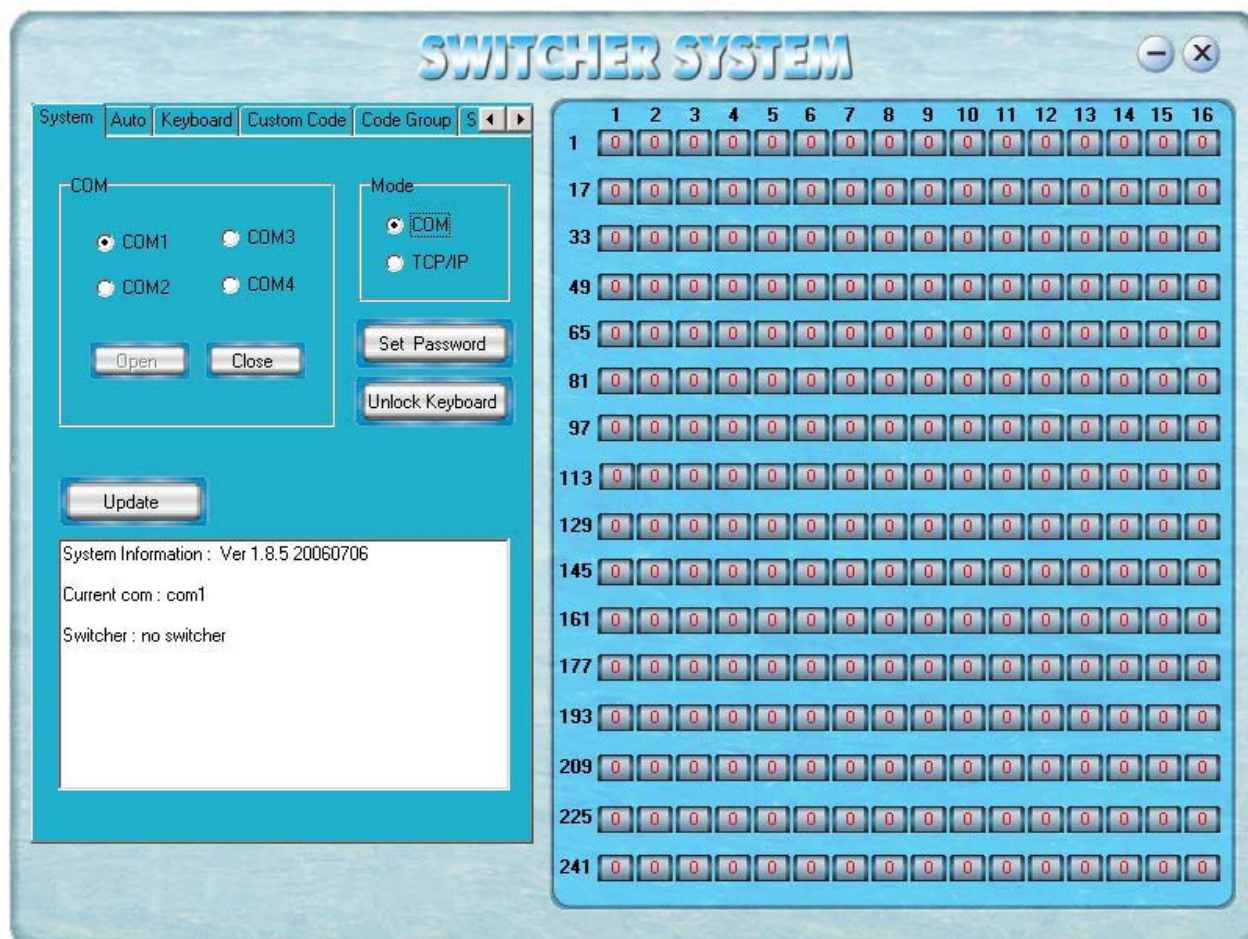 SWITCHER SYSTEM
System Auto Keyboard Custom Code Code Group S
COM
COM1 COM3
COM2 COM4
Open Close
Mode
COM
TCP/IP
Set Password
Unlock Keyboard
Update
System Information : Ver 1.8.5 20060706
Current com : com1
Switcher : no switcher
1 2 3 4 5 6 7 8 9 10 11 12 13 14 15 16
1 0 0 0 0 0 0 0 0 0 0 0 0 0 0 0 0
17 0 0 0 0 0 0 0 0 0 0 0 0 0 0 0 0
33 0 0 0 0 0 0 0 0 0 0 0 0 0 0 0 0
49 0 0 0 0 0 0 0 0 0 0 0 0 0 0 0 0
65 0 0 0 0 0 0 0 0 0 0 0 0 0 0 0 0
81 0 0 0 0 0 0 0 0 0 0 0 0 0 0 0 0
97 0 0 0 0 0 0 0 0 0 0 0 0 0 0 0 0
113 0 0 0 0 0 0 0 0 0 0 0 0 0 0 0 0
129 0 0 0 0 0 0 0 0 0 0 0 0 0 0 0 0
145 0 0 0 0 0 0 0 0 0 0 0 0 0 0 0 0
161 0 0 0 0 0 0 0 0 0 0 0 0 0 0 0 0
177 0 0 0 0 0 0 0 0 0 0 0 0 0 0 0 0
193 0 0 0 0 0 0 0 0 0 0 0 0 0 0 0 0
209 0 0 0 0 0 0 0 0 0 0 0 0 0 0 0 0
225 0 0 0 0 0 0 0 0 0 0 0 0 0 0 0 0
241 0 0 0 0 0 0 0 0 0 0 0 0 0 0 0 0